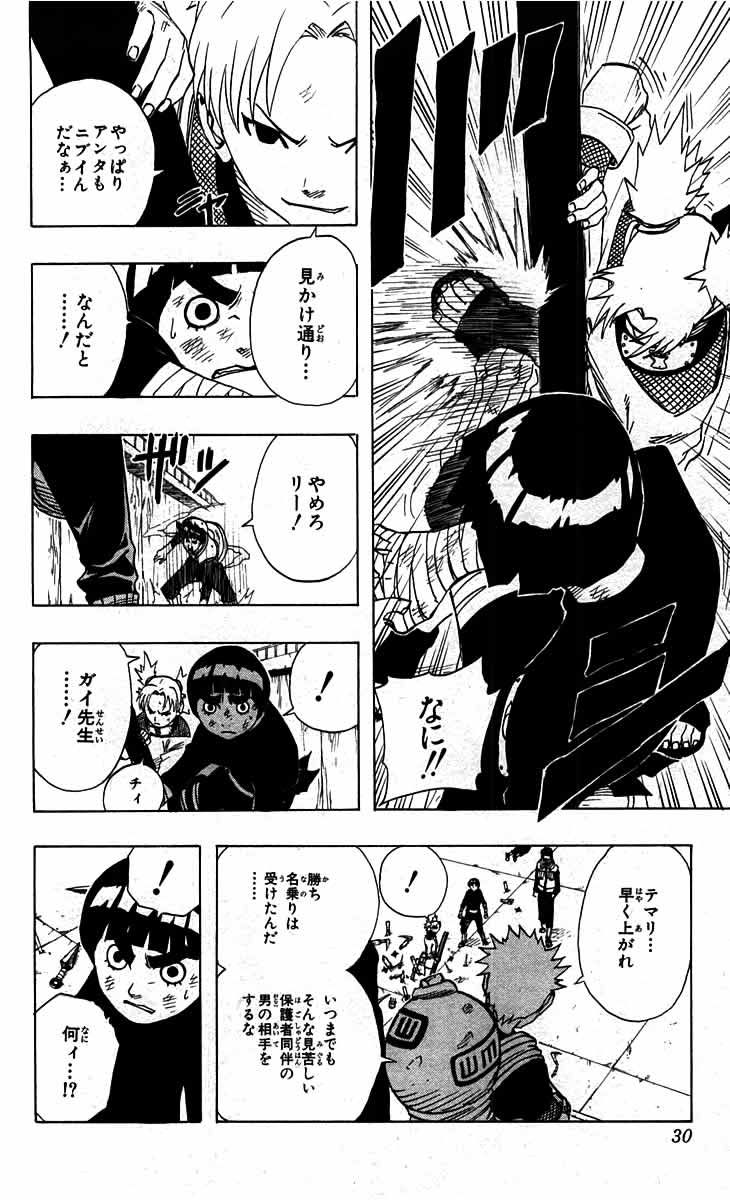 なに!!
やっぱり
アンタも
ニブイん
だなぁ…
見かけ通り…
なんだと
……!
やめろ
リー!
!
ガイ先生
……!
チィ
テマリ…
早く上がれ
!
勝ち
名乗りは
受けたんだ
……
いつまでも
そんな見苦しい
保護者同伴の
男の相手を
するな
!
何ィ…!?
30